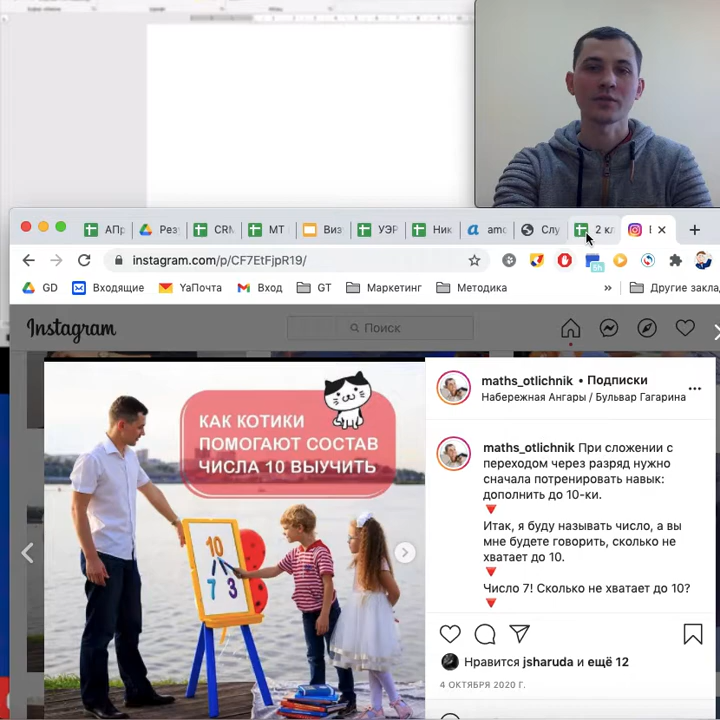 АПр
Рез
CRM
МТ
Виз
УЭР
Ник
amo
Слу
2 кл
instagram.com/p/CF7EtFjpR19/
5h
GD
Входящие
YaПочта
Вход
GT
Маркетинг
Методика
»
Другие закла
Instagram
Поиск
КАК КОТИКИ
ПОМОГАЮТ СОСТАВ
ЧИСЛА 10 ВЫУЧИТЬ
10
7 3
maths_otlichnik • Подписки
Набережная Ангары / Бульвар Гагарина
maths_otlichnik При сложении с
переходом через разряд нужно
сначала потренировать навык:
дополнить до 10-ки.
Итак, я буду называть число, а вы
мне будете говорить, сколько не
хватает до 10.
Число 7! Сколько не хватает до 10?
Нравится jsharuda и ещё 12
4 ОКТЯБРЯ 2020 Г.